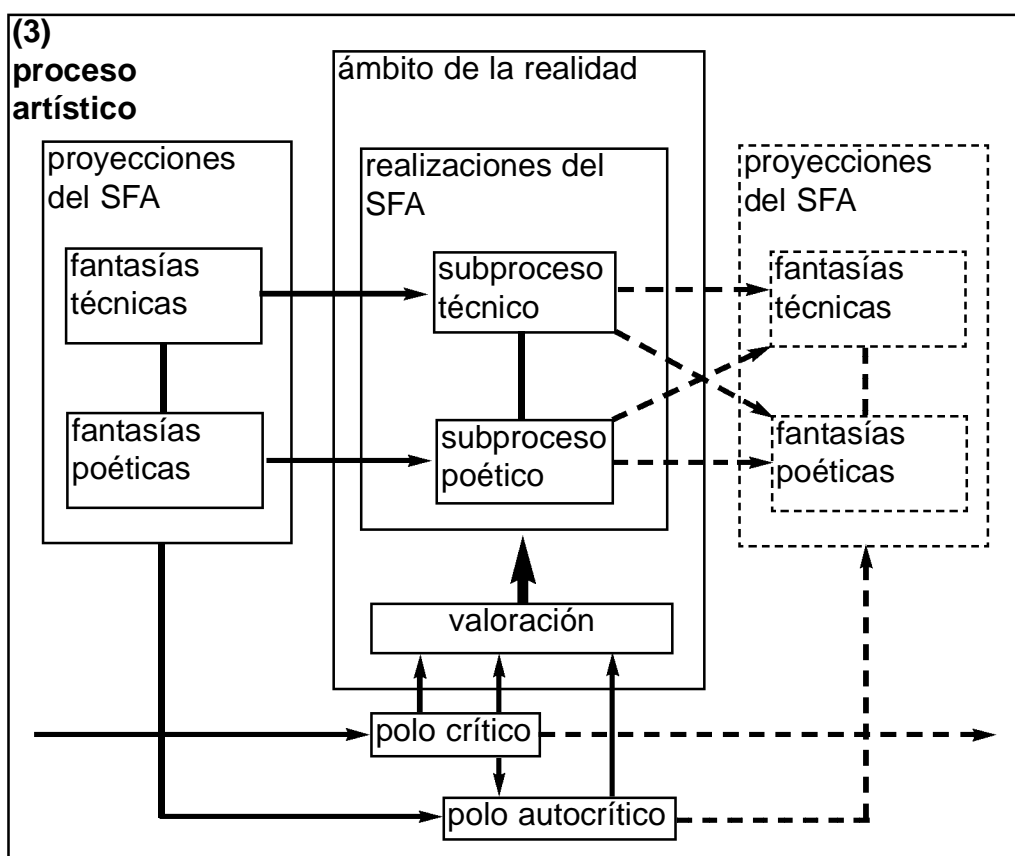 (3)
proceso
artístico
ámbito de la realidad
proyecciones
del SFA
fantasías
técnicas
fantasías
poéticas
realizaciones del
SFA
subproceso
técnico
subproceso
poético
proyecciones
del SFA
fantasías
técnicas
fantasías
poéticas
valoración
polo crítico
polo autocrítico